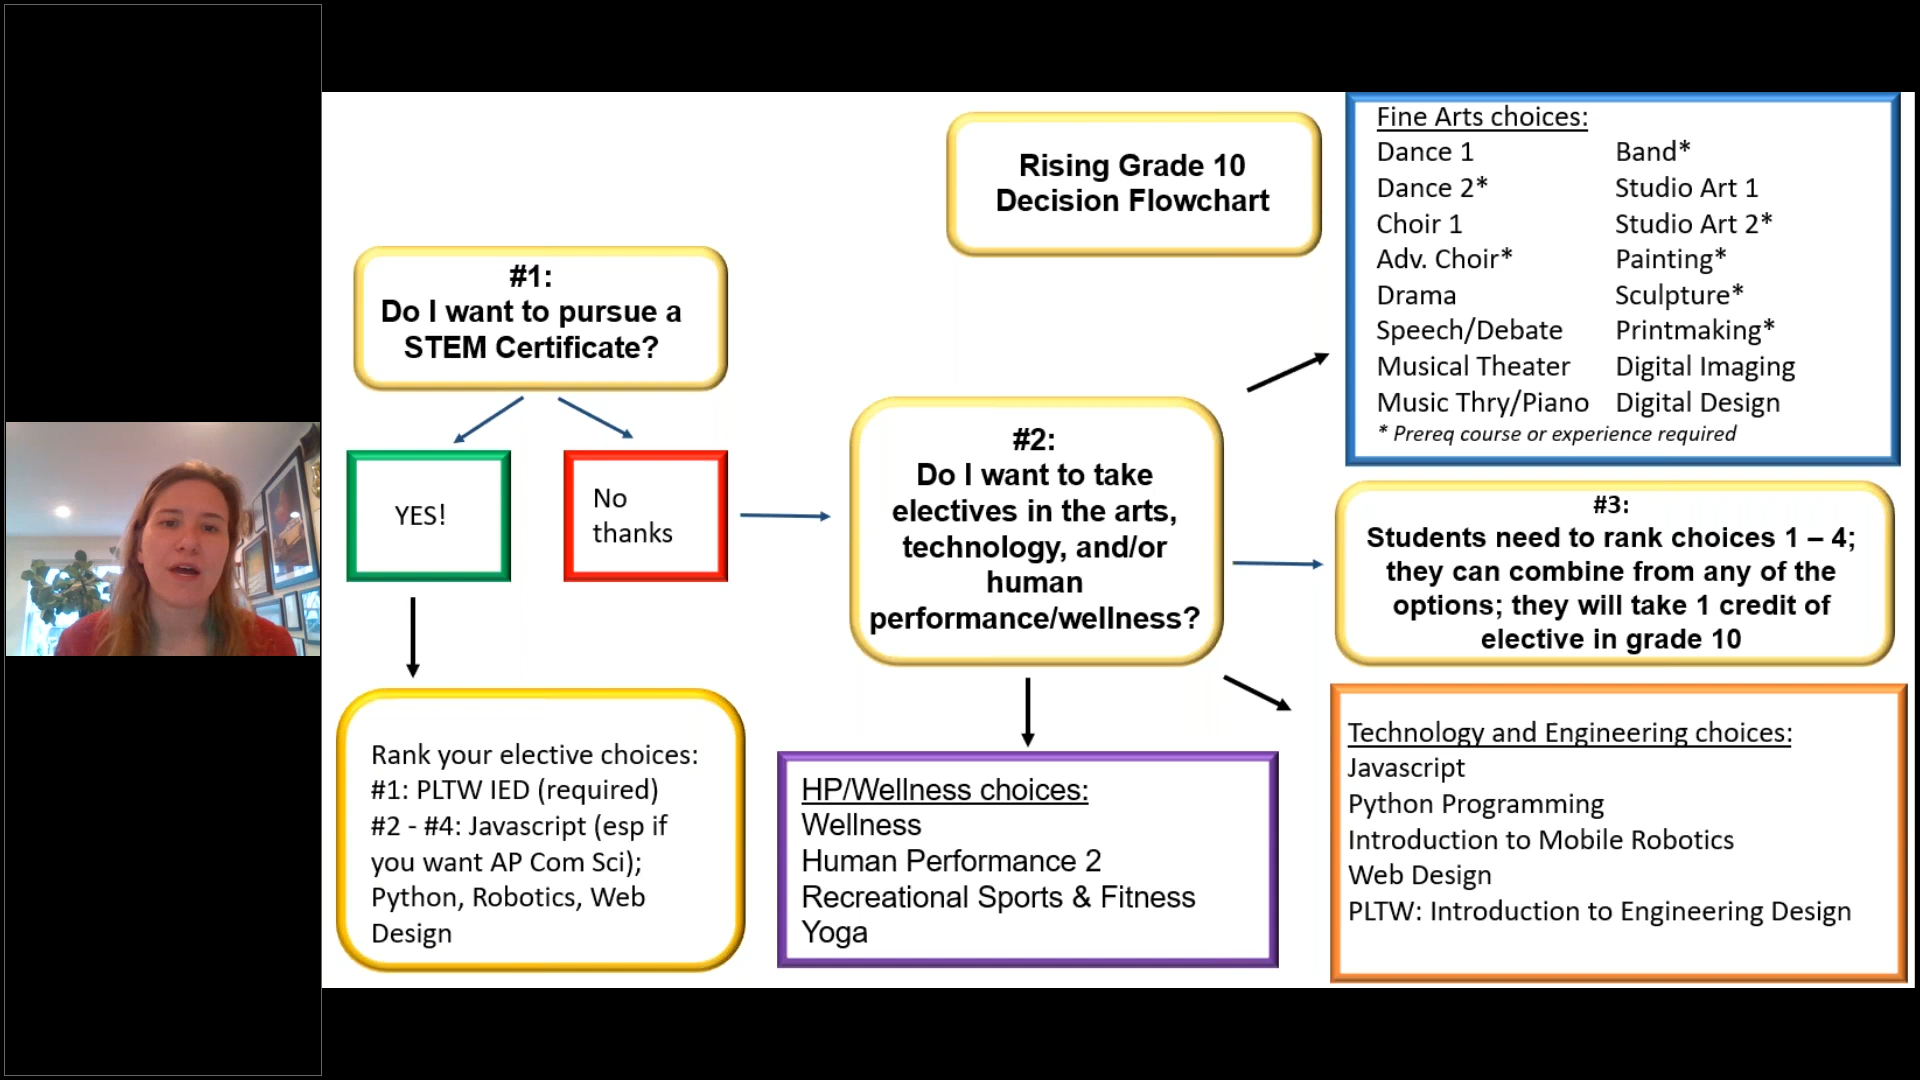 Rising Grade 10
Decision Flowchart
#1:
Do I want to pursue a
STEM Certificate?
YES!
No
thanks
Rank your elective choices:
#1: PLTW IED (required)
#2 - #4: Javascript (esp if
you want AP Com Sci);
Python, Robotics, Web
Design
#2:
Do I want to take
electives in the arts,
technology, and/or
human
performance/wellness?
HP/Wellness choices:
Wellness
Human Performance 2
Recreational Sports & Fitness
Yoga
Fine Arts choices:
Dance 1
Dance 2*
Choir 1
Adv. Choir*
Drama
Speech/Debate
Musical Theater
Music Thry/Piano
Band*
Studio Art 1
Studio Art 2*
Painting*
Sculpture*
Printmaking*
Digital Imaging
Digital Design
* Prereq course or experience required
#3:
Students need to rank choices 1 – 4;
they can combine from any of the
options; they will take 1 credit of
elective in grade 10
Technology and Engineering choices:
Javascript
Python Programming
Introduction to Mobile Robotics
Web Design
PLTW: Introduction to Engineering Design